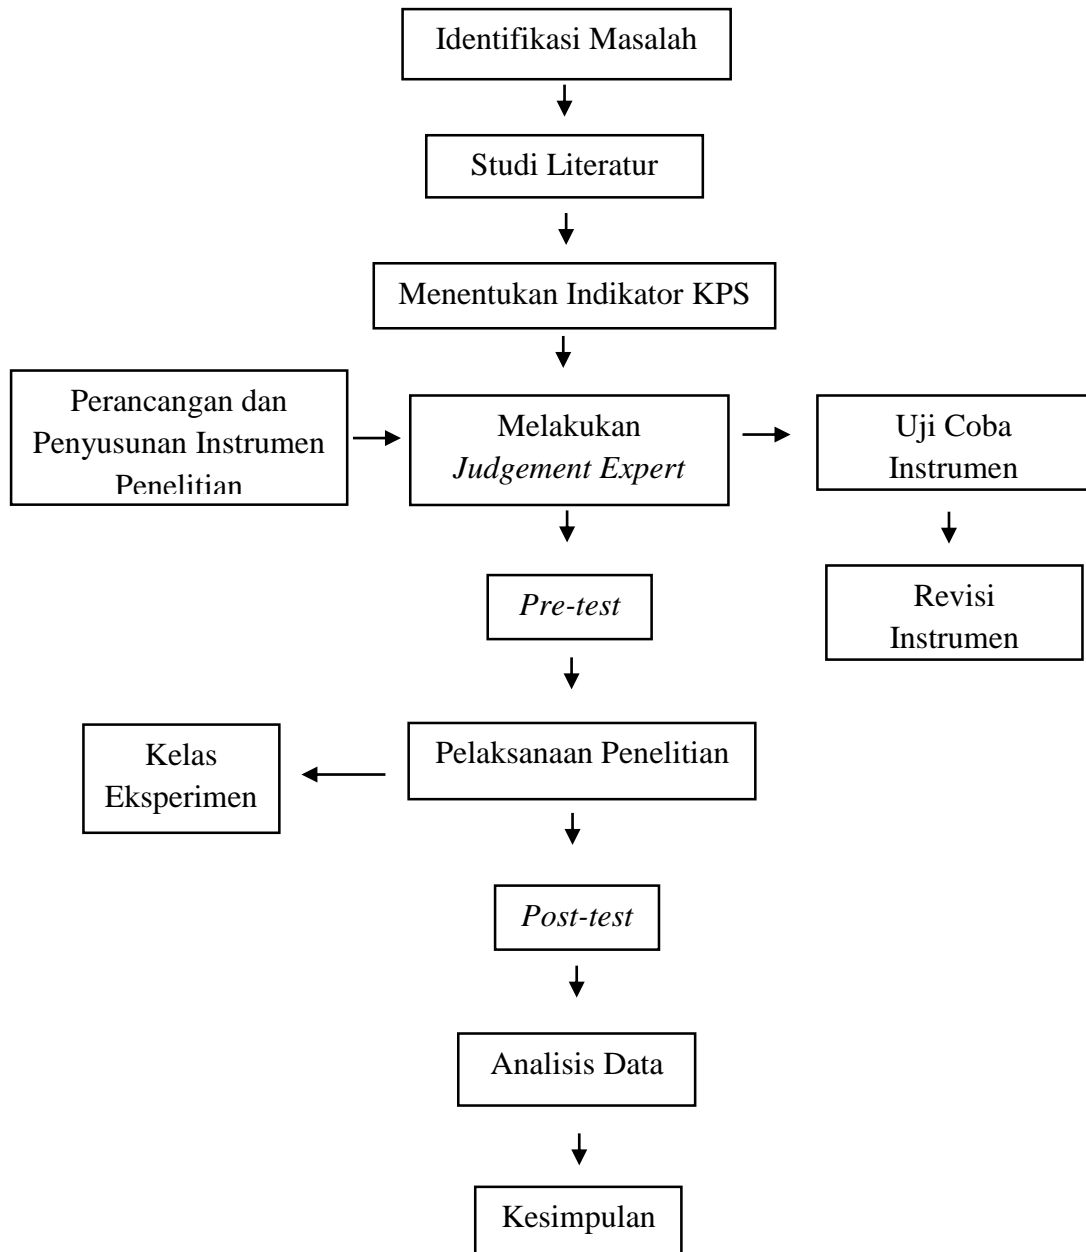 Identifikasi Masalah
Studi Literatur
Menentukan Indikator KPS
Perancangan dan
Penyusunan Instrumen
Penelitian
Melakukan
Judgement Expert
Uji Coba
Instrumen
Revisi
Instrumen
Pre-test
Pelaksanaan Penelitian
Kelas
Eksperimen
Post-test
Analisis Data
Kesimpulan